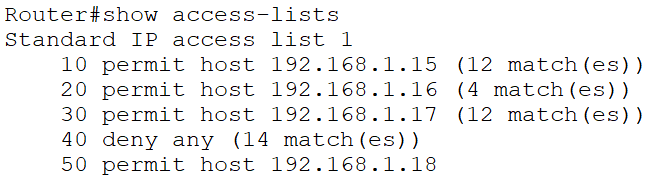 Router#show access-lists
Standard IP access list 1
    10 permit host 192.168.1.15 (12 match(es))
    20 permit host 192.168.1.16 (4 match(es))
    30 permit host 192.168.1.17 (12 match(es))
    40 deny any (14 match(es))
    50 permit host 192.168.1.18